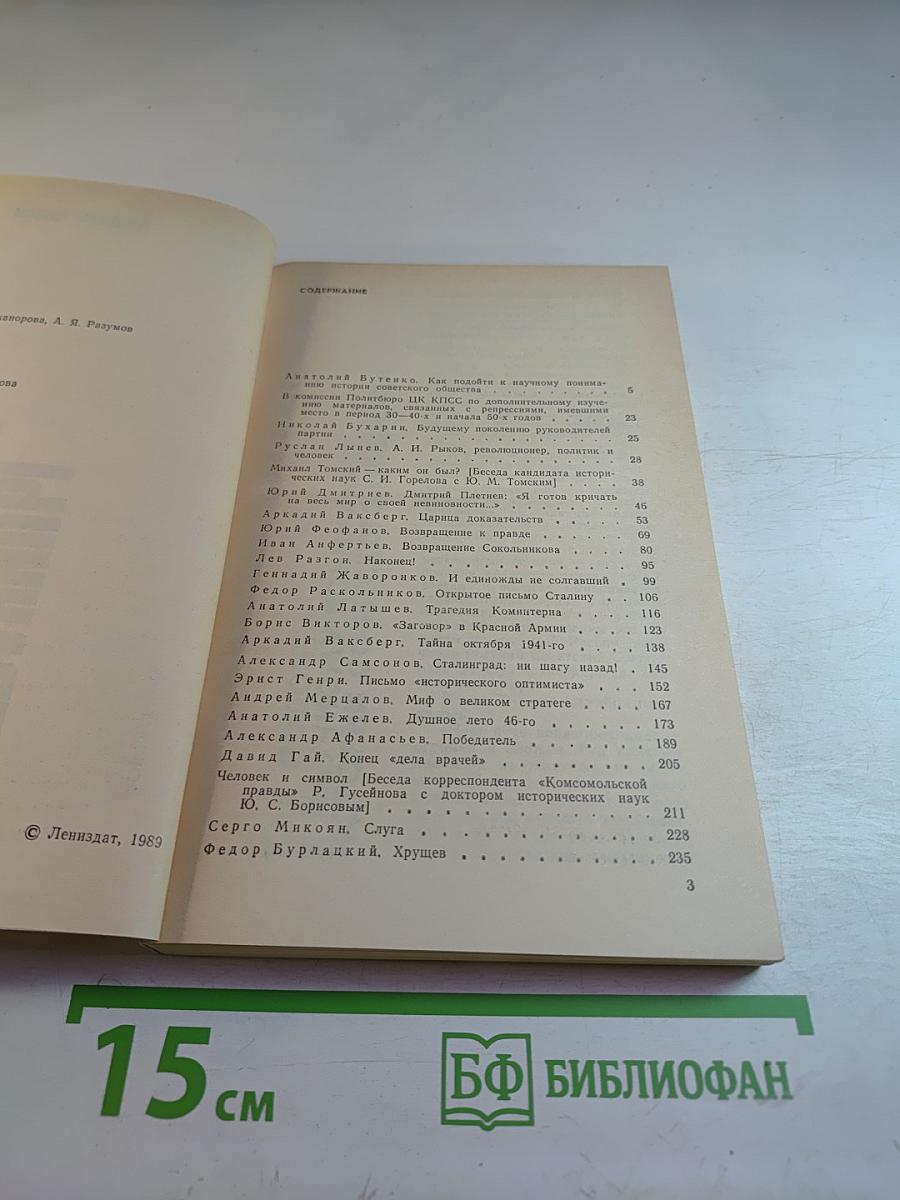 А. Я. Разумов
© Лениздат, 1989
СОДЕРЖАНИЕ
Анатолий Бутенко. Как подойти к научному понима-
нию истории советского общества . . . . . . 5
В комиссии Политбюро ЦК КПСС по дополнительному изуче-
нию материалов, связанных с репрессиями, имевшими
место в период 30—40-х и начала 50-х годов . . . . . 23
Николай Бухарин. Будущему поколению руководителей
партии . . . . . . . . . . . . . . . . . 25
Руслан Лынев. А. И. Рыков, революционер, политик и
человек . . . . . . . . . . . . . . . . . 28
Михаил Томский — каким он был? [Беседа кандидата истори-
ческих наук С. И. Горелова с Ю. М. Томским] . . . . 38
Юрий Дмитриев. Дмитрий Плетнев: «Я готов кричать
на весь мир о своей невиновности...» . . . . . . . . 46
Аркадий Ваксберг. Царица доказательств . . . . . 53
Юрий Феофанов. Возвращение к правде . . . . . . 69
Иван Анфертьев. Возвращение Сокольникова . . . . 80
Лев Разгон. Наконец! . . . . . . . . . . . . 95
Геннадий Жаворонков. И единожды не солгавший . 99
Федор Раскольников. Открытое письмо Сталину . . 106
Анатолий Латышев. Трагедия Коминтерна . . . . 116
Борис Викторов. «Заговор» в Красной Армии . . . . 123
Аркадий Ваксберг. Тайна октября 1941-го . . . . 138
Александр Самсонов. Сталинград: ни шагу назад! . 145
Эрнст Генри. Письмо «исторического оптимиста» . . . 152
Андрей Мерцалов. Миф о великом стратеге . . . . 167
Анатолий Ежелев. Душное лето 46-го . . . . . . 173
Александр Афанасьев. Победитель . . . . . . . 189
Давид Гай. Конец «дела врачей» . . . . . . . . . 205
Человек и символ [Беседа корреспондента «Комсомольской
правды» Р. Гусейнова с доктором исторических наук
Ю. С. Борисовым] . . . . . . . . . . . . . . . 211
Серго Микоян. Слуга . . . . . . . . . . . . . 228
Федор Бурлацкий. Хрущев . . . . . . . . . . . 235
3
15 см
БФ БИБЛИОФАН